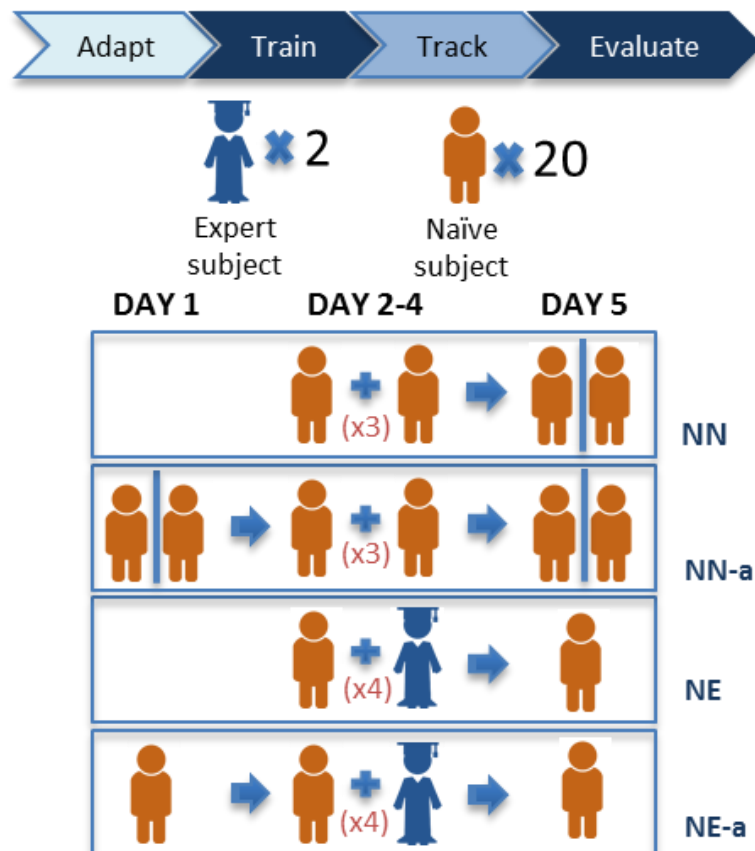 Adapt Train Track Evaluate
2 20
Expert subject
Naïve subject
DAY 1 DAY 2-4 DAY 5
(x3)
NN
(x3)
NN-a
(x4)
NE
(x4)
NE-a